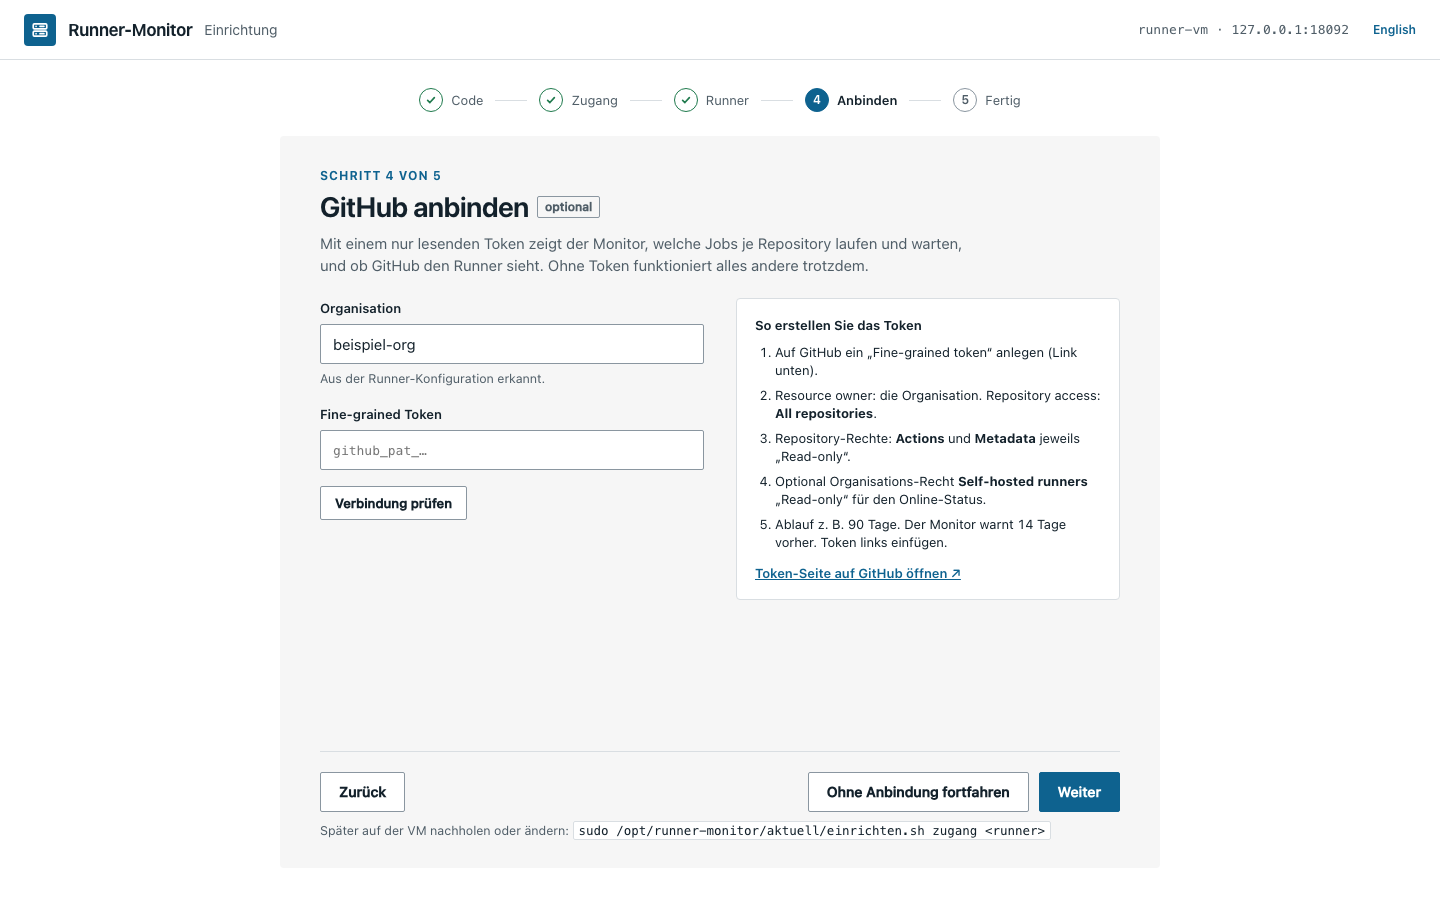 Runner-Monitor Einrichtung
runner-vm · 127.0.0.1:18092 English
Code Zugang Runner 4 Anbinden 5 Fertig
SCHRITT 4 VON 5
GitHub anbinden optional
Mit einem nur lesenden Token zeigt der Monitor, welche Jobs je Repository laufen und warten,
und ob GitHub den Runner sieht. Ohne Token funktioniert alles andere trotzdem.
Organisation
beispiel-org
Aus der Runner-Konfiguration erkannt.
Fine-grained Token
github_pat_…
Verbindung prüfen
So erstellen Sie das Token
1. Auf GitHub ein „Fine-grained token“ anlegen (Link
unten).
2. Resource owner: die Organisation. Repository access:
All repositories.
3. Repository-Rechte: Actions und Metadata jeweils
„Read-only“.
4. Optional Organisations-Recht Self-hosted runners
„Read-only“ für den Online-Status.
5. Ablauf z. B. 90 Tage. Der Monitor warnt 14 Tage
vorher. Token links einfügen.
Token-Seite auf GitHub öffnen ↗
Zurück
Ohne Anbindung fortfahren
Weiter
Später auf der VM nachholen oder ändern: sudo /opt/runner-monitor/aktuell/einrichten.sh zugang <runner>